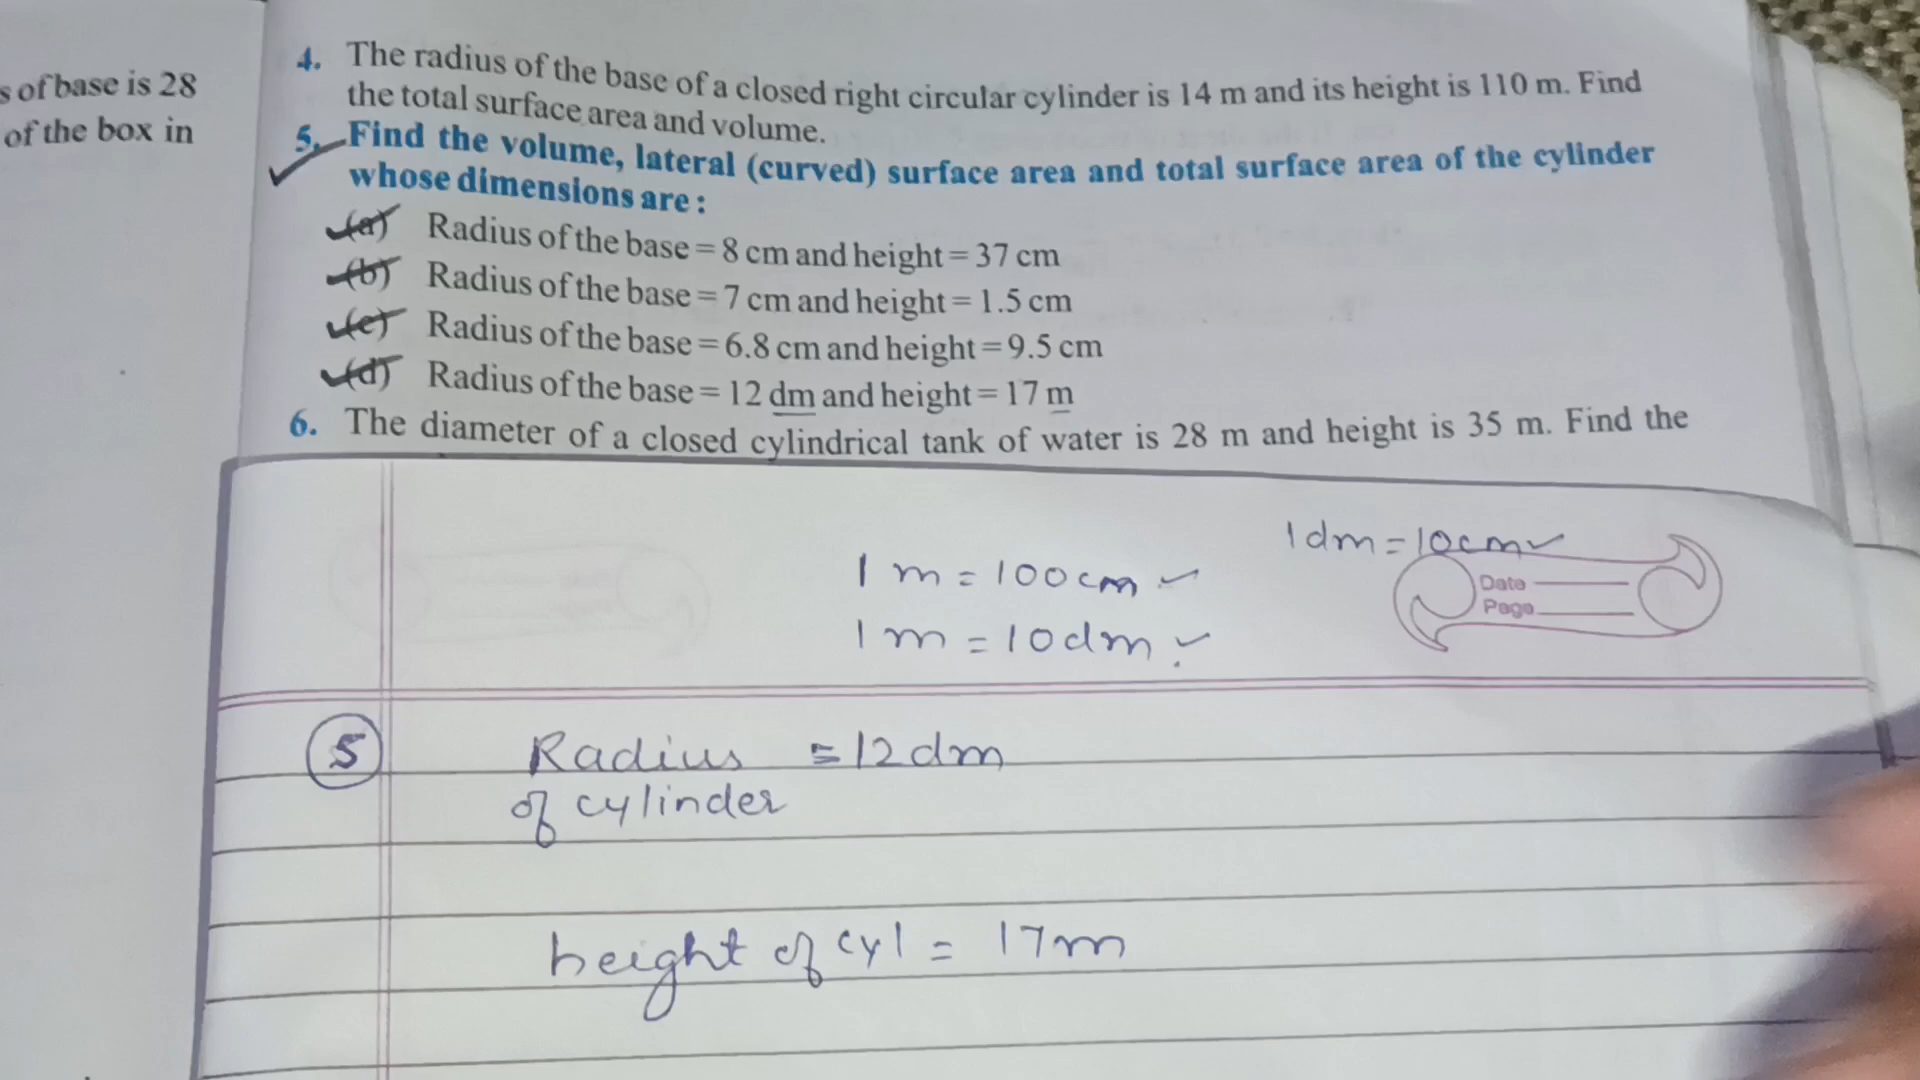 s of base is 28
of the box in
4. The radius of the base of a closed right circular cylinder is 14 m and its height is 110 m. Find
the total surface area and volume.
5. Find the volume, lateral (curved) surface area and total surface area of the cylinder
whose dimensions are :
(a) Radius of the base = 8 cm and height = 37 cm
(b) Radius of the base = 7 cm and height = 1.5 cm
(c) Radius of the base = 6.8 cm and height = 9.5 cm
(d) Radius of the base = 12 dm and height = 17 m
6. The diameter of a closed cylindrical tank of water is 28 m and height is 35 m. Find the
1 dm = 10cm
1 m = 100cm
1 m = 10dm
Date
Page
5 Radius = 12dm
of cylinder
height of cyl = 17m